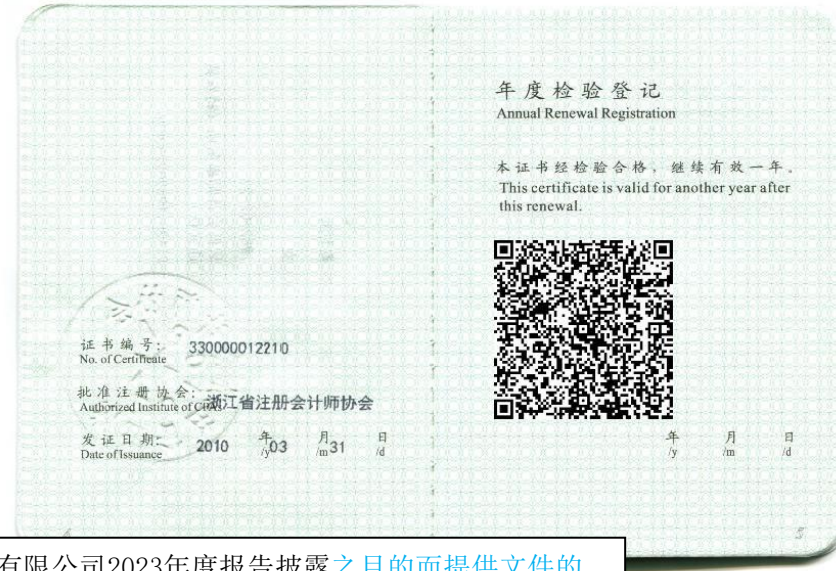 证书编号：
No. of Certificate
330000012210
批准注册协会：
Authorized Institute of CPAs
浙江省注册会计师协会
发证日期：
Date of Issuance
2010 年 03 月 31 日
/y /m /d
年度检验登记
Annual Renewal Registration
本证书经检验合格，继续有效一年。
This certificate is valid for another year after
this renewal.
年 月 日
/y /m /d
5
有限公司2023年度报告披露之目的而提供文件的